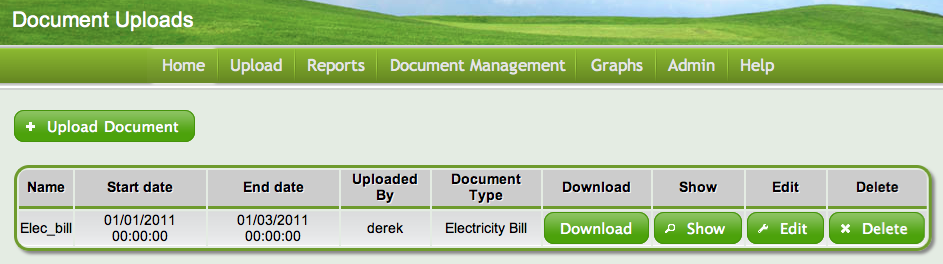 Document Uploads
Home Upload Reports Document Management Graphs Admin Help
+ Upload Document
Name Start date End date Uploaded By Document Type Download Show Edit Delete
Elec_bill 01/01/2011 00:00:00 01/03/2011 00:00:00 derek Electricity Bill Download Show Edit Delete